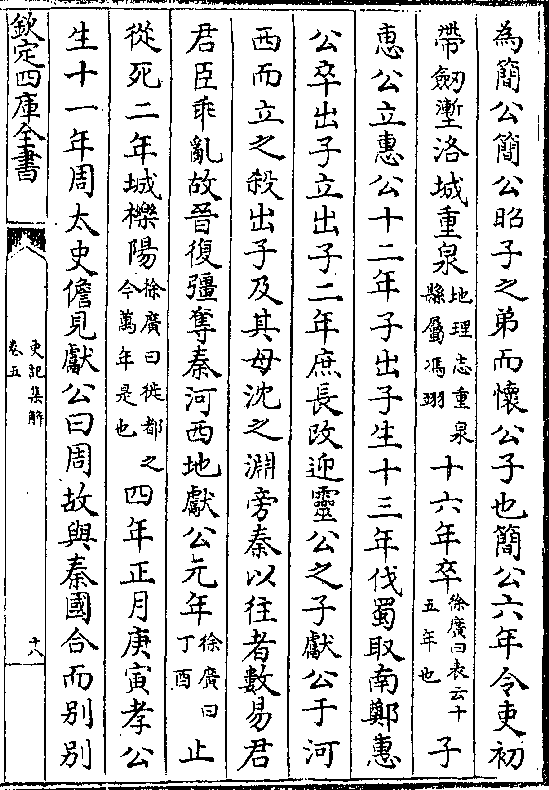 為簡公簡公昭子之弟而懷公子也簡公六年令吏初
帶劒壍洛城重泉地理志重泉縣屬馮翊十六年卒徐廣曰表云十五年也子
惠公立惠公十二年子出子生十三年伐蜀取南鄭惠
公卒出子立出子二年庶長改迎靈公之子獻公于河
西而立之殺出子及其母沈之淵旁秦以往者數易君
君臣乖亂故晉復彊奪秦河西地獻公元年徐廣曰丁酉止
從死二年城櫟陽徐廣曰徙都之今萬年是也四年正月庚寅孝公
生十一年周太史儋見獻公曰周故與秦國合而別別
欽定四庫全書
史記集解
卷五
十八